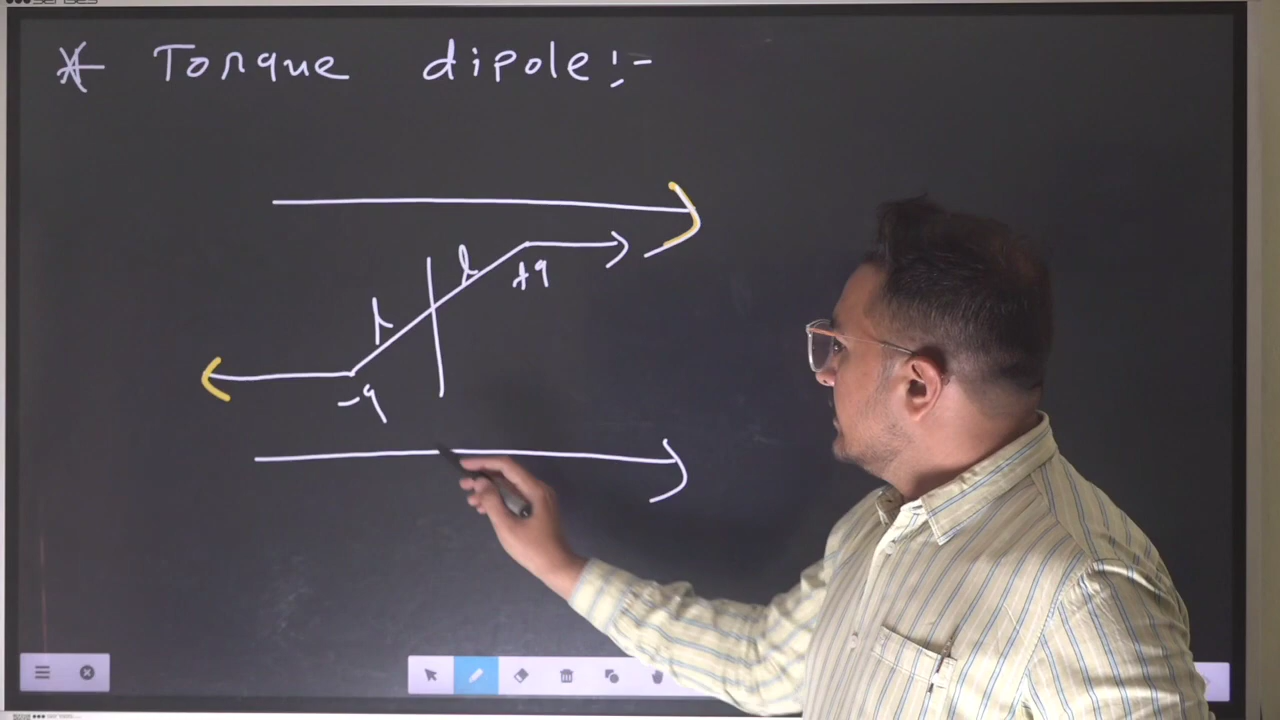 * Torque dipole :-
l
l
+q
-q